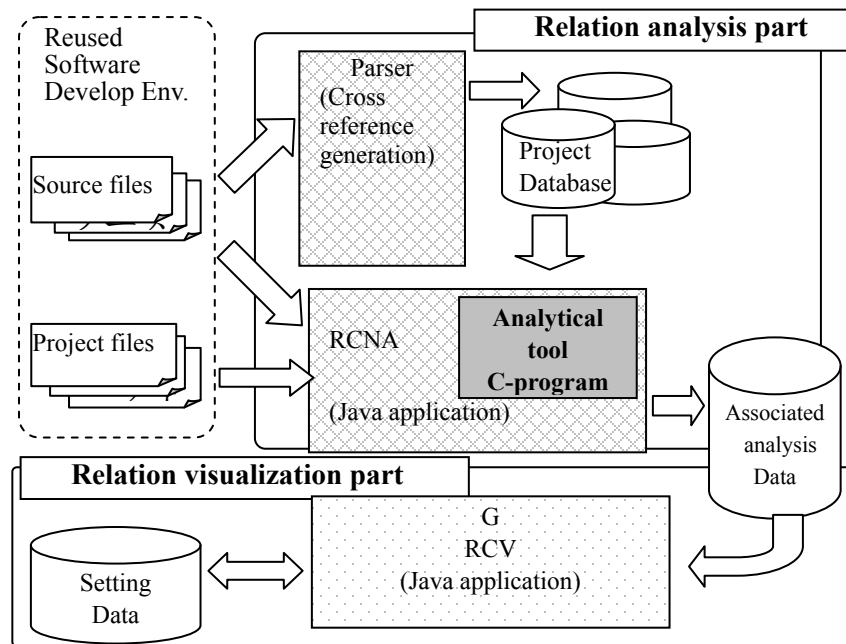 Reused
Software
Develop Env.
Relation analysis part
Parser
(Cross
reference
generation)
Project
Database
Source files
Project files
RCNA
(Java application)
Analytical
tool
C-program
Associated
analysis
Data
Relation visualization part
G
RCV
(Java application)
Setting
Data